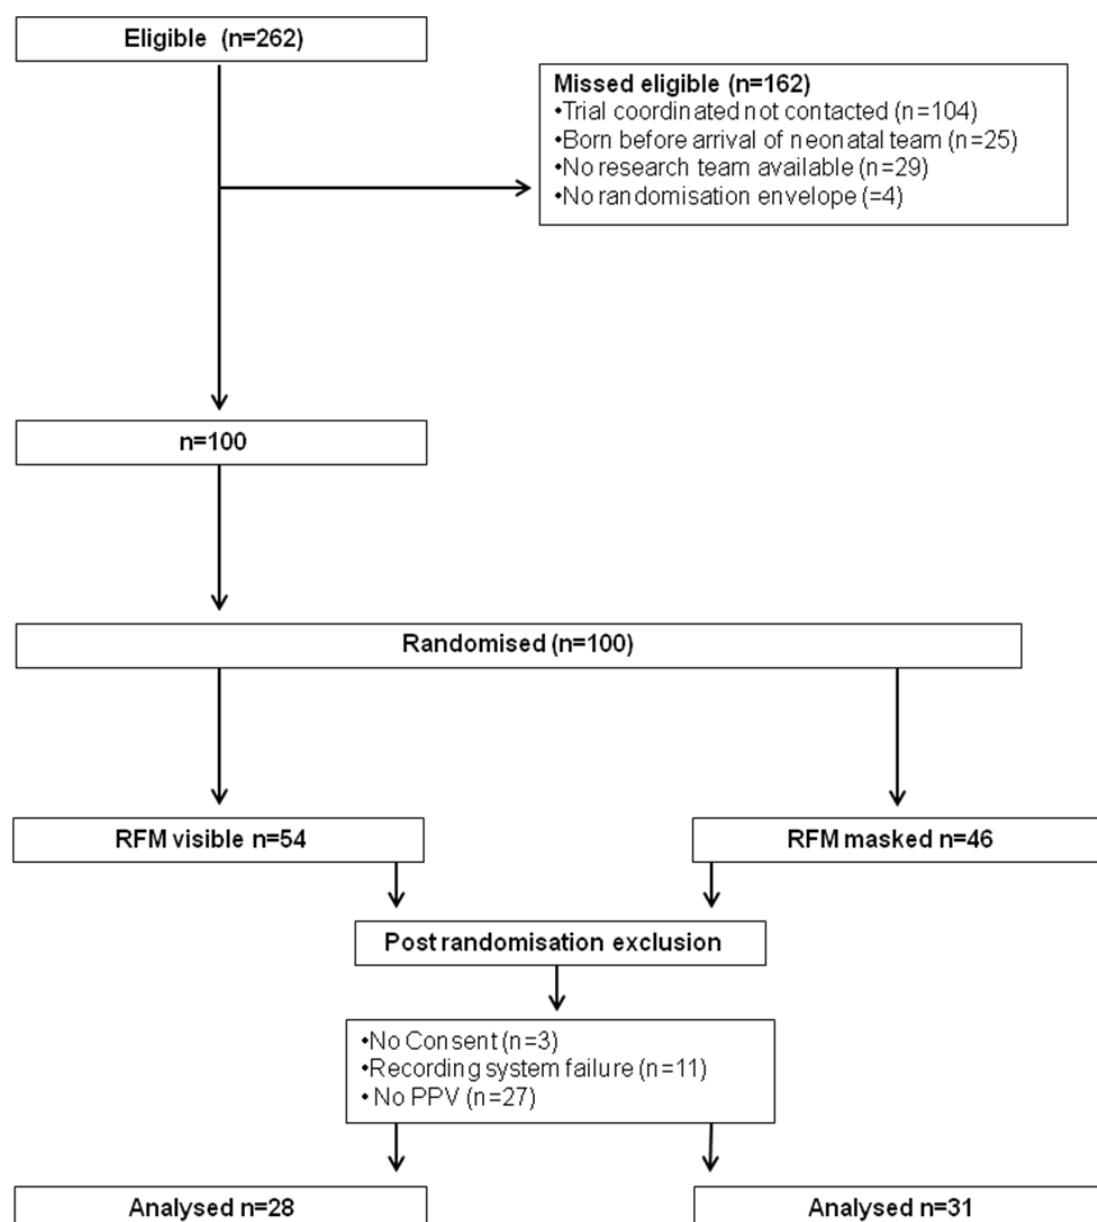 Eligible (n=262)
Missed eligible (n=162)
•Trial coordinated not contacted (n=104)
•Born before arrival of neonatal team (n=25)
•No research team available (n=29)
•No randomisation envelope (=4)
n=100
Randomised (n=100)
RFM visible n=54
RFM masked n=46
Post randomisation exclusion
•No Consent (n=3)
•Recording system failure (n=11)
• No PPV (n=27)
Analysed n=28
Analysed n=31